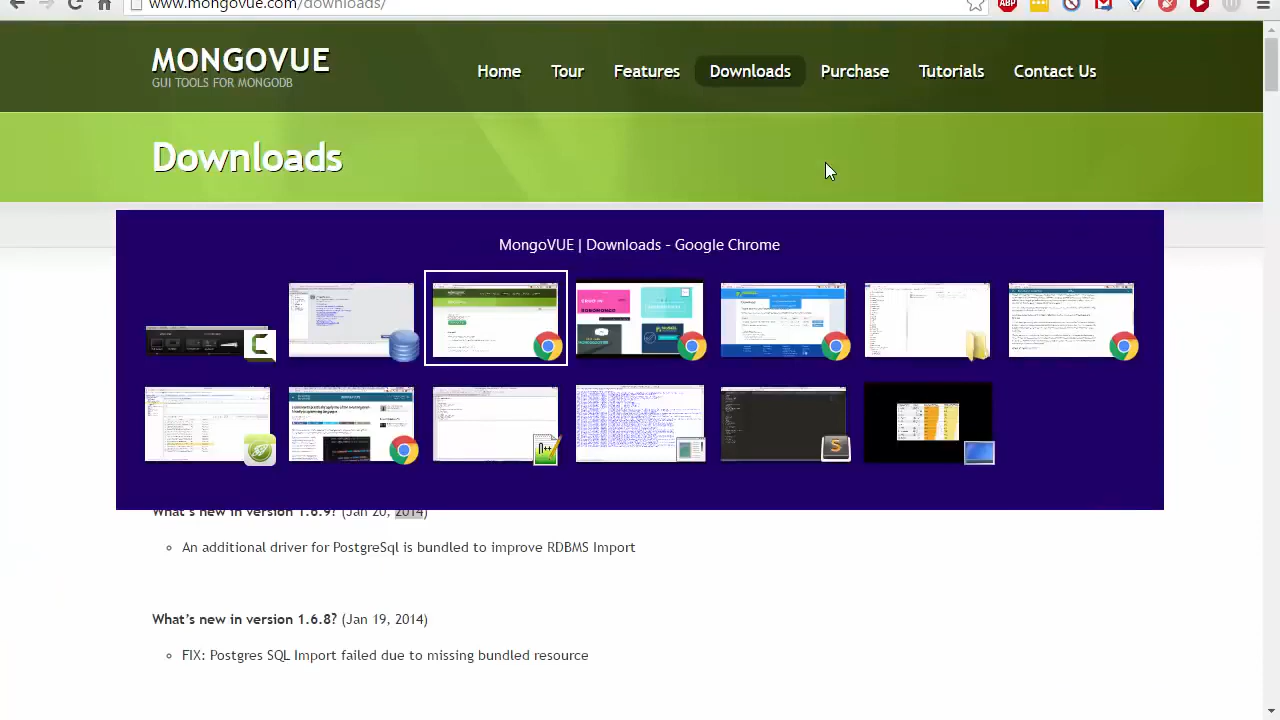 www.mongovue.com/downloads/
ABP
MONGOVUE
GUI TOOLS FOR MONGODB
Home Tour Features Downloads Purchase Tutorials Contact Us
Downloads
MongoVUE | Downloads - Google Chrome
What's new in version 1.6.9? (Jan 20, 2014)
◦ An additional driver for PostgreSql is bundled to improve RDBMS Import
What's new in version 1.6.8? (Jan 19, 2014)
◦ FIX: Postgres SQL Import failed due to missing bundled resource